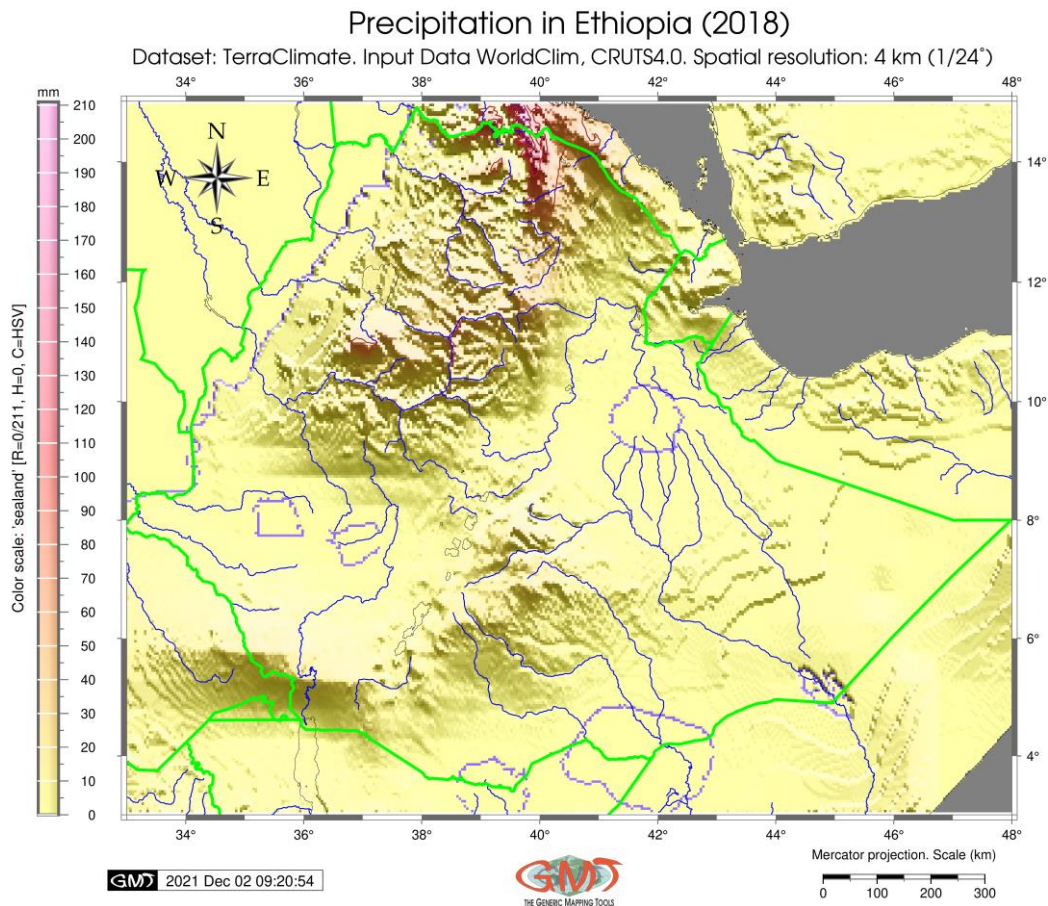 Precipitation in Ethiopia (2018)
Dataset: TerraClimate. Input Data WorldClim, CRUTS4.0. Spatial resolution: 4 km (1/24°)
mm
34° 36° 38° 40° 42° 44° 46° 48°
210
200
190
180
170
160
150
140
130
120
110
100
90
80
70
60
50
40
30
20
10
0
Color scale: 'sealand' [R=0/211, H=0, C=HSV]
N
W E
S
14°
12°
10°
8°
6°
4°
34° 36° 38° 40° 42° 44° 46° 48°
GMT 2021 Dec 02 09:20:54
GMT
THE GENERIC MAPPING TOOLS
Mercator projection. Scale (km)
0 50 100 200 300